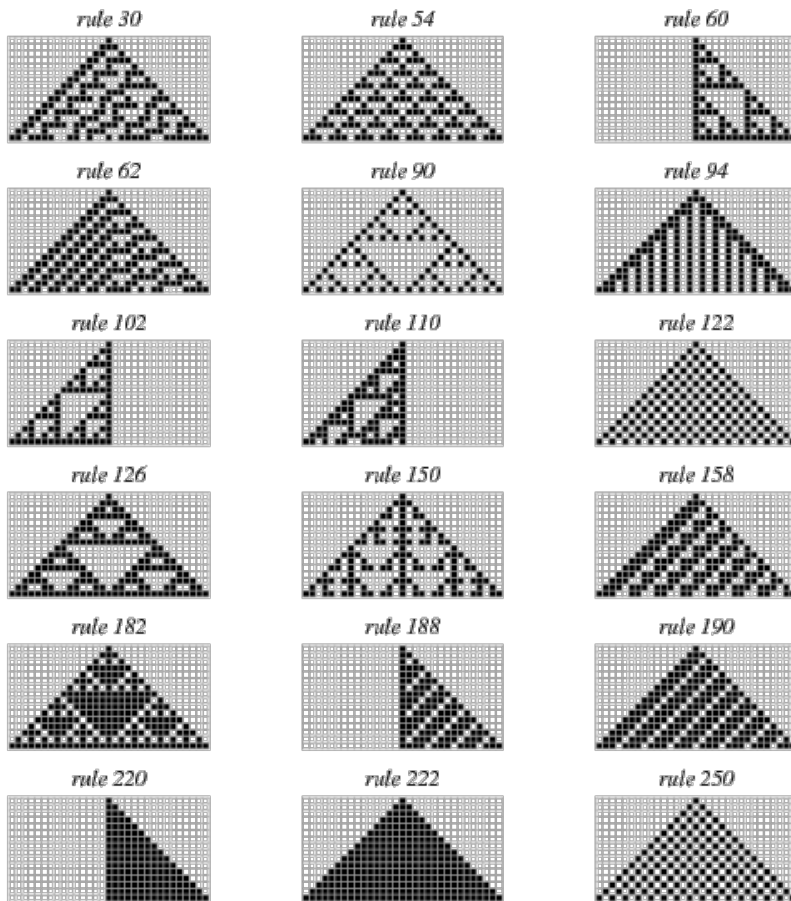 rule 30 rule 54 rule 60
rule 62 rule 90 rule 94
rule 102 rule 110 rule 122
rule 126 rule 150 rule 158
rule 182 rule 188 rule 190
rule 220 rule 222 rule 250